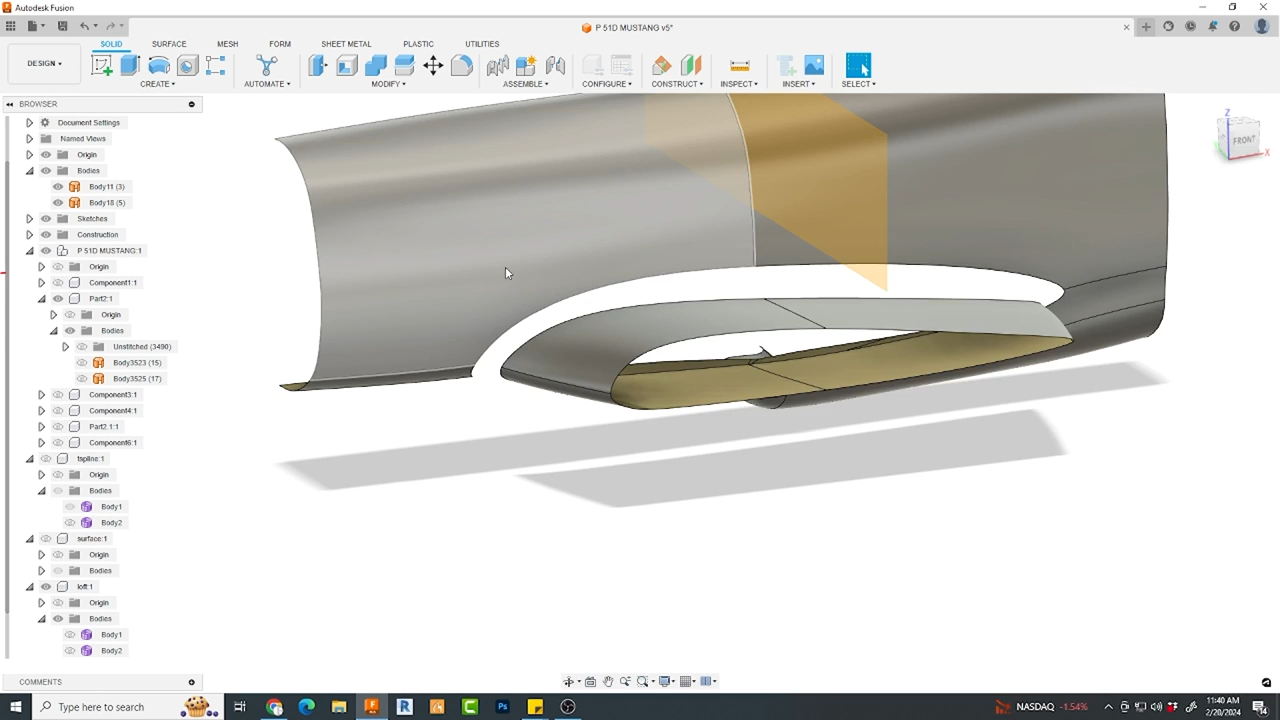 Autodesk Fusion
P 51D MUSTANG v5*
DESIGN
SOLID SURFACE MESH FORM SHEET METAL PLASTIC UTILITIES
CREATE AUTOMATE MODIFY ASSEMBLE CONFIGURE CONSTRUCT INSPECT INSERT SELECT
BROWSER
Document Settings
Named Views
Origin
Bodies
Body11 (3)
Body18 (5)
Sketches
Construction
P 51D MUSTANG:1
Origin
Component1:1
Part2:1
Origin
Bodies
Unstitched (3490)
Body3523 (15)
Body3525 (17)
Component3:1
Component4:1
Part2.1:1
Component6:1
tspline:1
Origin
Bodies
Body1
Body2
surface:1
Origin
Bodies
loft:1
Origin
Bodies
Body1
Body2
Z
FRONT
X
COMMENTS
Type here to search
NASDAQ -1.54%
11:40 AM
2/20/2024
14